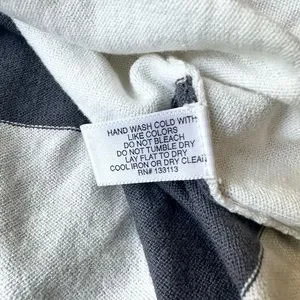 HAND WASH COLD WITH
LIKE COLORS
DO NOT BLEACH
DO NOT TUMBLE DRY
LAY FLAT TO DRY
COOL IRON OR DRY CLEAN
RN# 133113